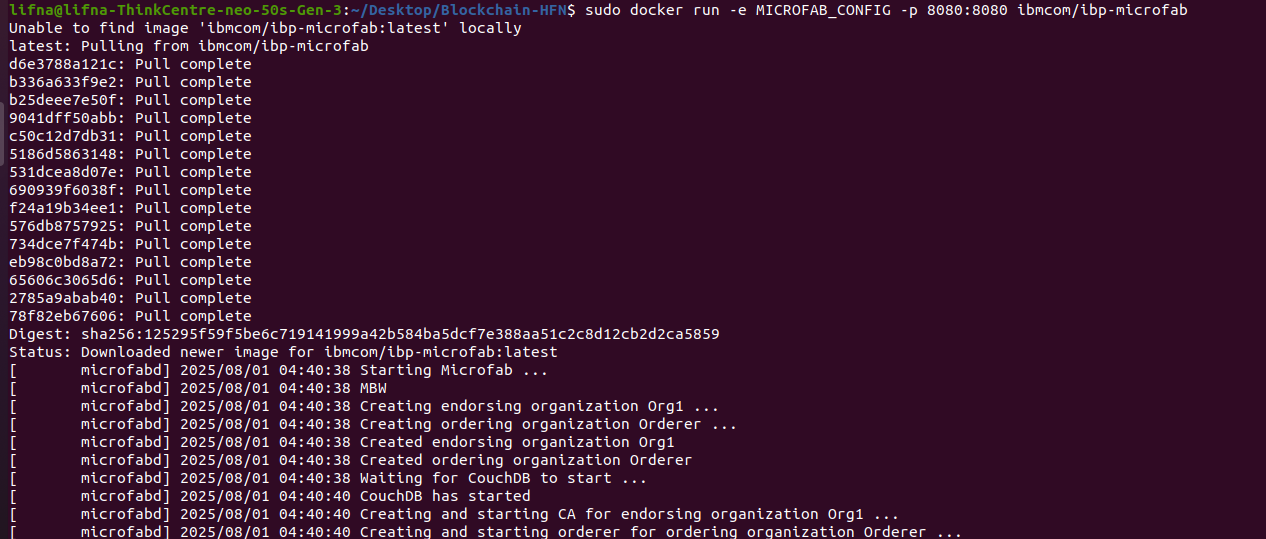 lifna@lifna-ThinkCentre-neo-50s-Gen-3:~/Desktop/Blockchain-HFN$ sudo docker run -e MICROFAB_CONFIG -p 8080:8080 ibmcom/ibp-microfab
Unable to find image 'ibmcom/ibp-microfab:latest' locally
latest: Pulling from ibmcom/ibp-microfab
d6e3788a121c: Pull complete
b336a633f9e2: Pull complete
b25deee7e50f: Pull complete
9041dff50abb: Pull complete
c50c12d7db31: Pull complete
5186d5863148: Pull complete
531dcea8d07e: Pull complete
690939f6038f: Pull complete
f24a19b34ee1: Pull complete
576db8757925: Pull complete
734dce7f474b: Pull complete
eb98c0bd8a72: Pull complete
65606c3065d6: Pull complete
2785a9abab40: Pull complete
78f82eb67606: Pull complete
Digest: sha256:125295f59f5be6c719141999a42b584ba5dcf7e388aa51c2c8d12cb2d2ca5859
Status: Downloaded newer image for ibmcom/ibp-microfab:latest
[       microfabd] 2025/08/01 04:40:38 Starting Microfab ...
[       microfabd] 2025/08/01 04:40:38 MBW
[       microfabd] 2025/08/01 04:40:38 Creating endorsing organization Org1 ...
[       microfabd] 2025/08/01 04:40:38 Creating ordering organization Orderer ...
[       microfabd] 2025/08/01 04:40:38 Created endorsing organization Org1
[       microfabd] 2025/08/01 04:40:38 Created ordering organization Orderer
[       microfabd] 2025/08/01 04:40:38 Waiting for CouchDB to start ...
[       microfabd] 2025/08/01 04:40:40 CouchDB has started
[       microfabd] 2025/08/01 04:40:40 Creating and starting CA for endorsing organization Org1 ...
[       microfabd] 2025/08/01 04:40:40 Creating and starting orderer for ordering organization Orderer ...